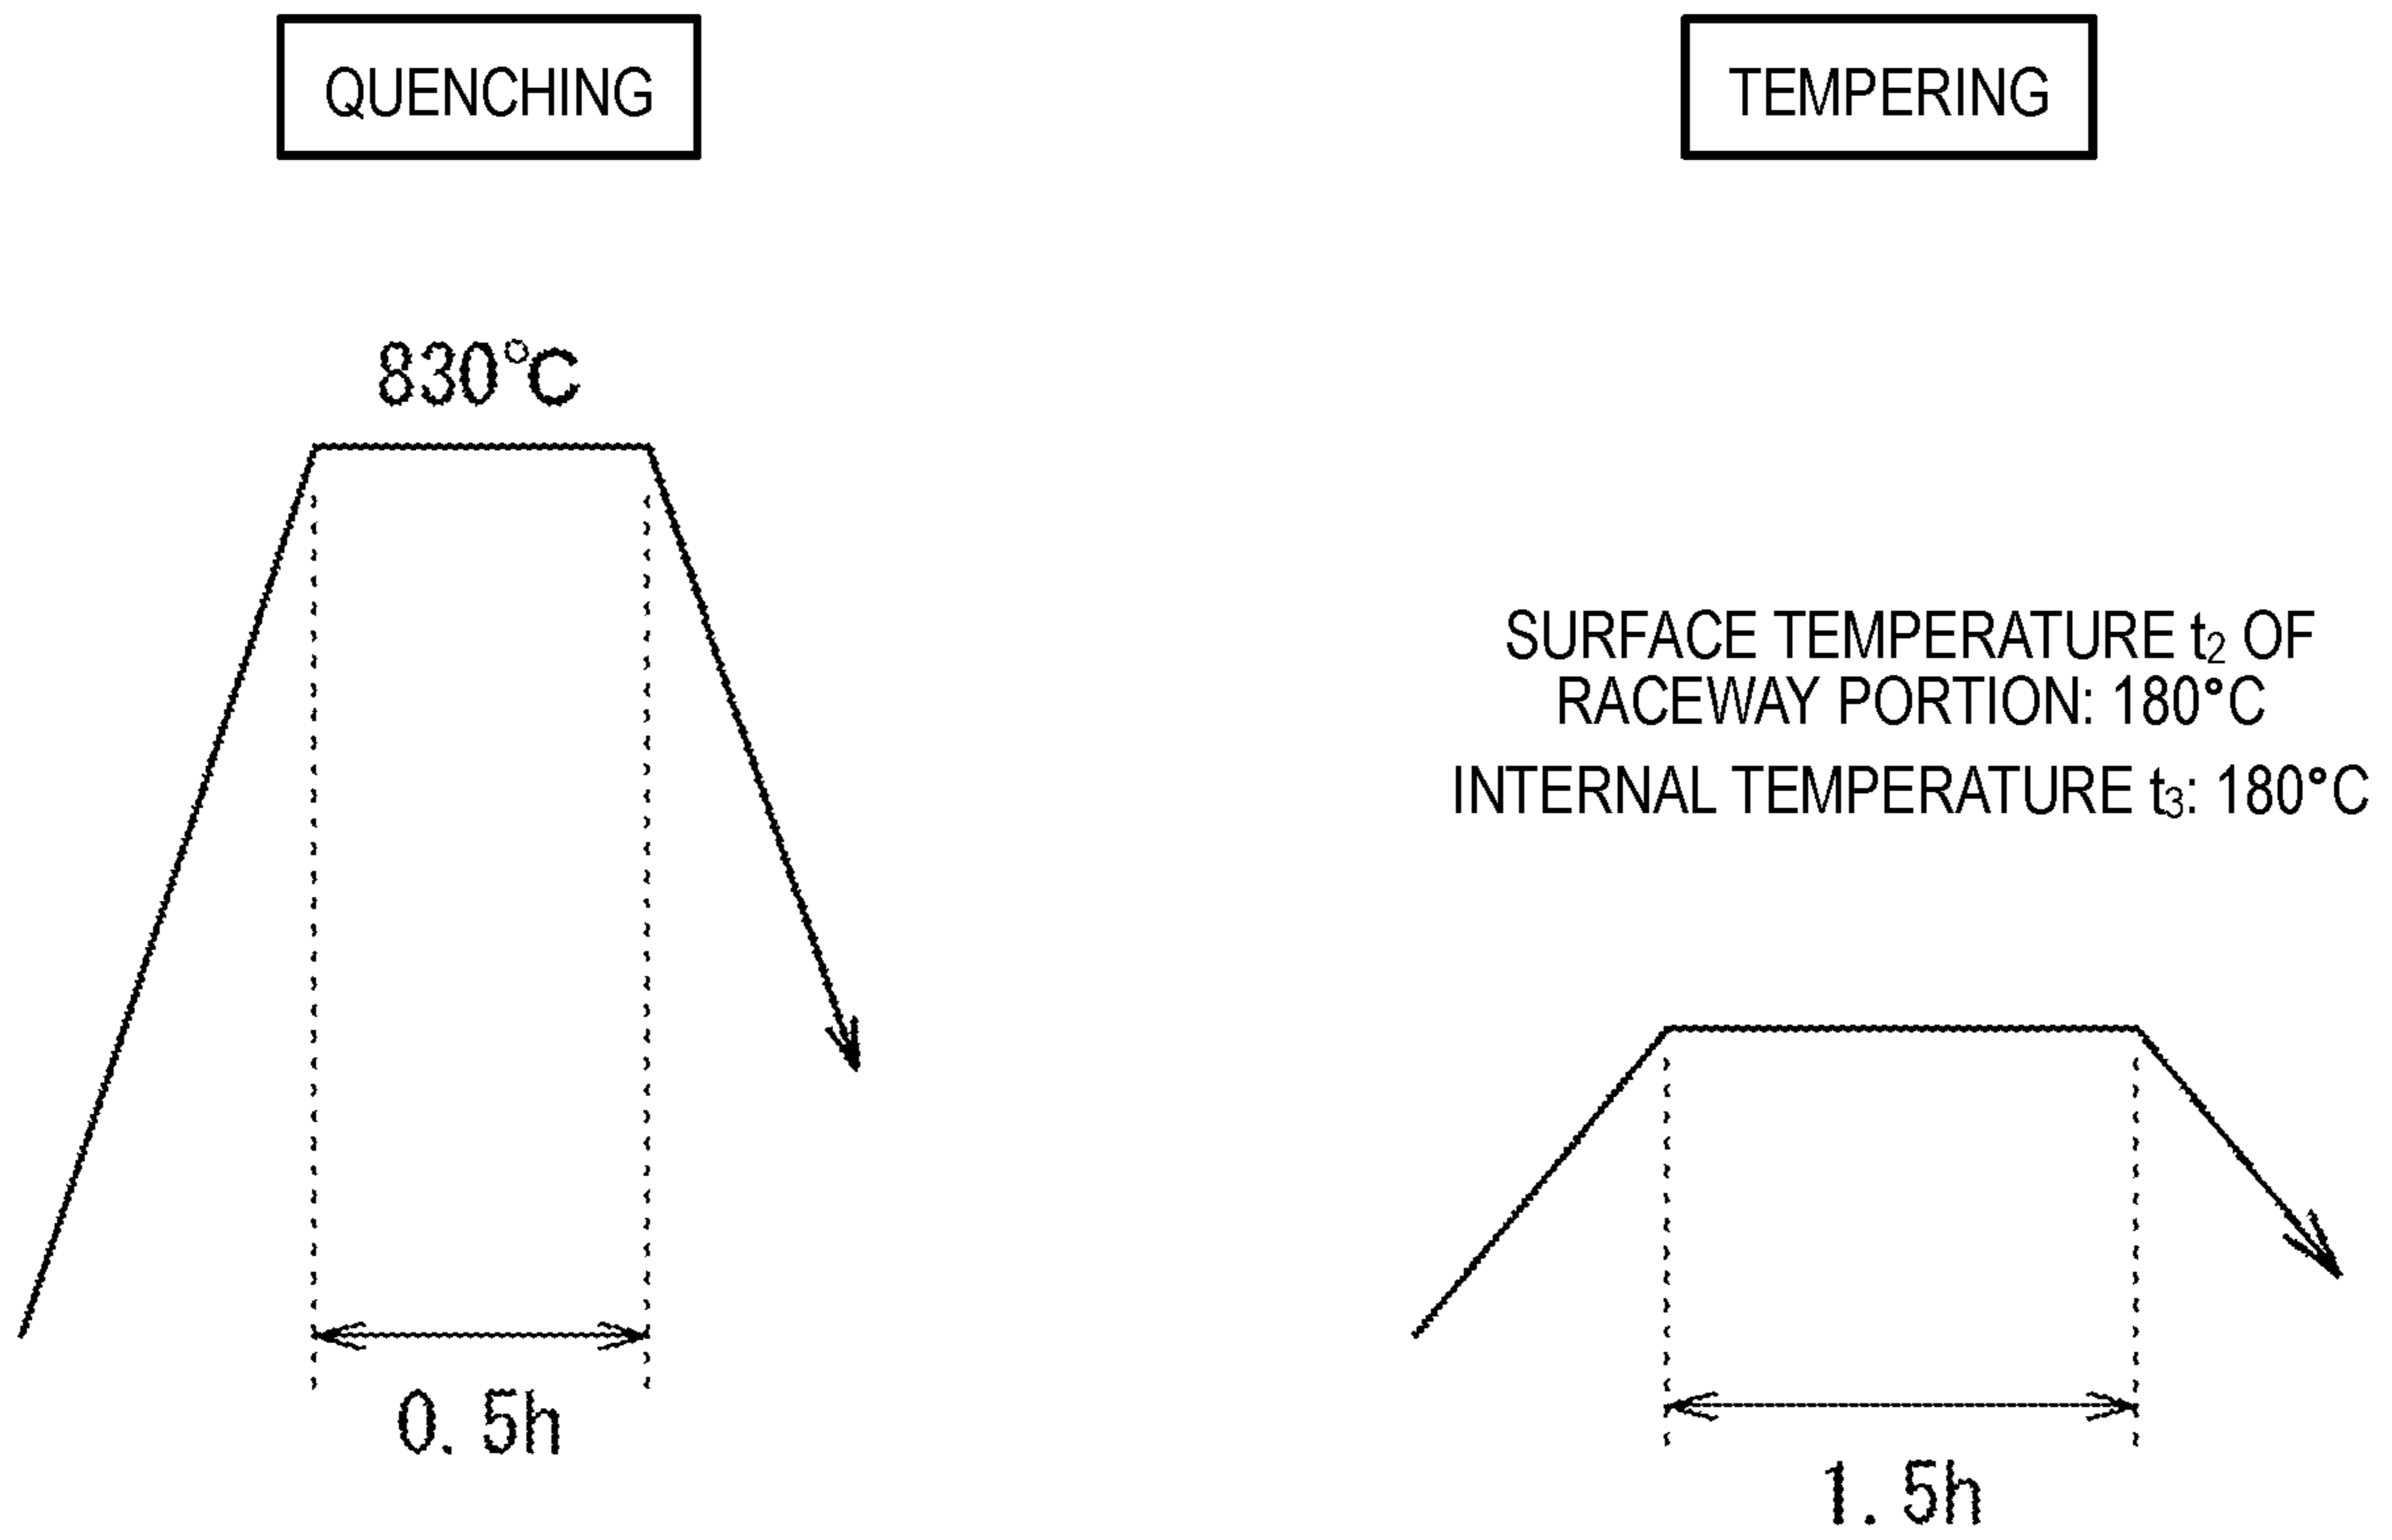 QUENCHING
830°C
0.5h
TEMPERING
SURFACE TEMPERATURE t₂ OF
RACEWAY PORTION: 180°C
INTERNAL TEMPERATURE t₃: 180°C
1.5h